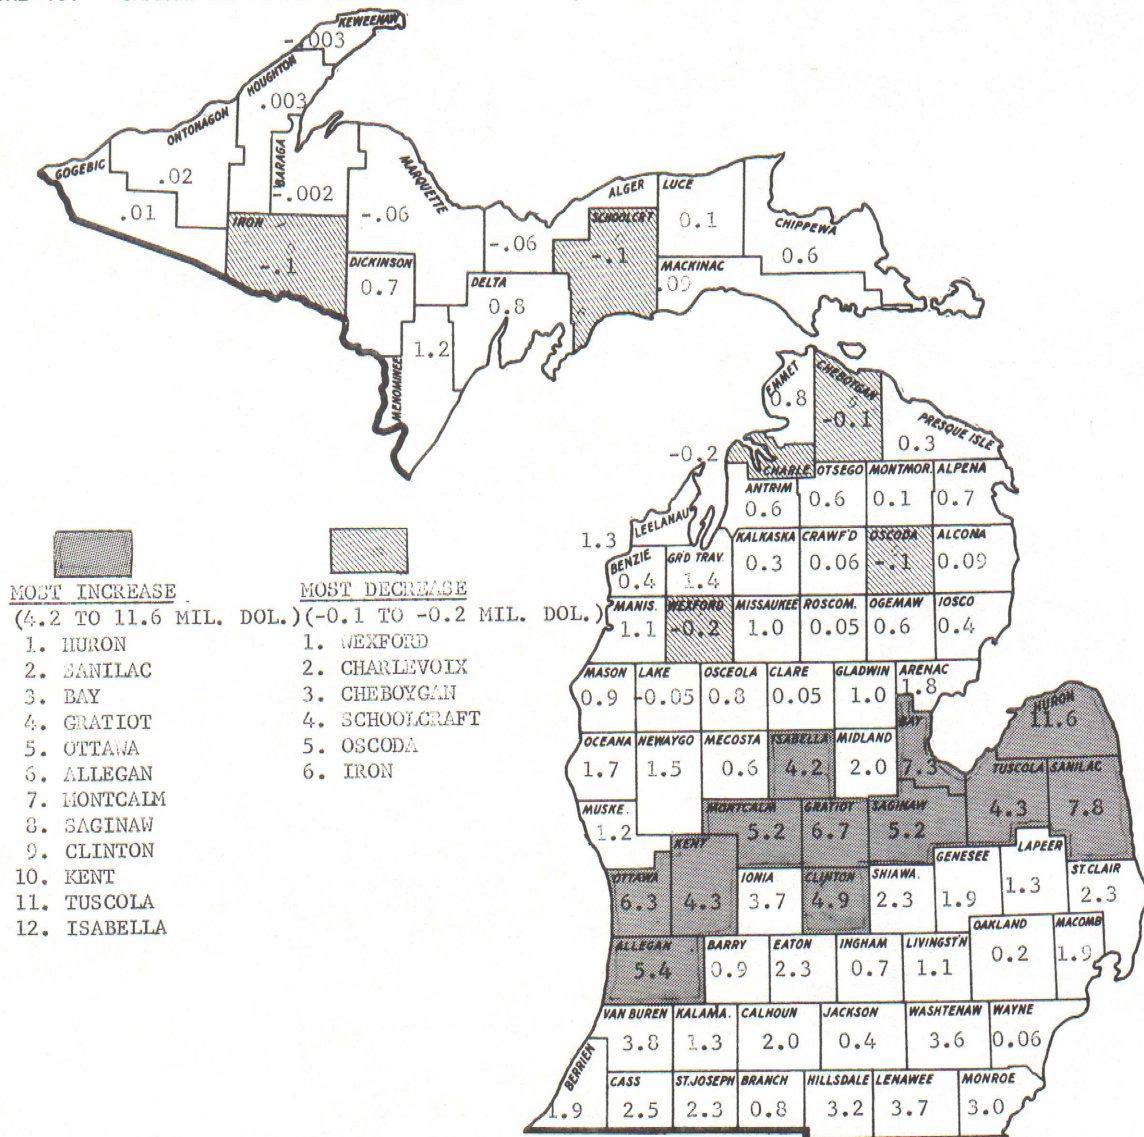 KEWEENAW
-.003
HOUGHTON
.003
ONTONAGON
.02
GOGEBIC
.01
BARAGA
.002
MARQUETTE
-.06
IRON
-.1
DICKINSON
0.7
MENOMINEE
1.2
DELTA
0.8
ALGER
-.06
SCHOOLCRT
-.1
LUCE
0.1
CHIPPEWA
0.6
MACKINAC
.09
EMMET
0.8
CHEBOYGAN
-0.1
PRESQUE ISLE
0.3
-0.2
CHARLE. OTSEGO MONTMOR. ALPENA
ANTRIM
0.6 0.6 0.1 0.7
LEELANAU
1.3
BENZIE GR'D TRAV. KALKASKA CRAWF'D OSCODA ALCONA
0.4 1.4 0.3 0.06 -.1 0.09
MANIS. WEXFORD MISSAUKEE ROSCOM. OGEMAW IOSCO
1.1 -0.2 1.0 0.05 0.6 0.4
MASON LAKE OSCEOLA CLARE GLADWIN ARENAC
0.9 -0.05 0.8 0.05 1.0 1.8
HURON
11.6
OCEANA NEWAYGO MECOSTA ISABELLA MIDLAND BAY
1.7 1.5 0.6 4.2 2.0 7.3
TUSCOLA SANILAC
4.3 7.8
MUSKE. MONTCALM GRATIOT SAGINAW
1.2 5.2 6.7 5.2
KENT
4.3
OTTAWA IONIA CLINTON SHIAWA. GENESEE LAPEER ST.CLAIR
6.3 3.7 4.9 2.3 1.9 1.3 2.3
ALLEGAN BARRY EATON INGHAM LIVINGST'N OAKLAND MACOMB
5.4 0.9 2.3 0.7 1.1 0.2 1.9
VAN BUREN KALAMA. CALHOUN JACKSON WASHTENAW WAYNE
3.8 1.3 2.0 0.4 3.6 0.06
BERRIEN CASS ST.JOSEPH BRANCH HILLSDALE LENAWEE MONROE
1.9 2.5 2.3 0.8 3.2 3.7 3.0
MOST INCREASE
(4.2 TO 11.6 MIL. DOL.)
1. HURON
2. SANILAC
3. BAY
4. GRATIOT
5. OTTAWA
6. ALLEGAN
7. MONTCALM
8. SAGINAW
9. CLINTON
10. KENT
11. TUSCOLA
12. ISABELLA
MOST DECREASE
(-0.1 TO -0.2 MIL. DOL.)
1. WEXFORD
2. CHARLEVOIX
3. CHEBOYGAN
4. SCHOOLCRAFT
5. OSCODA
6. IRON